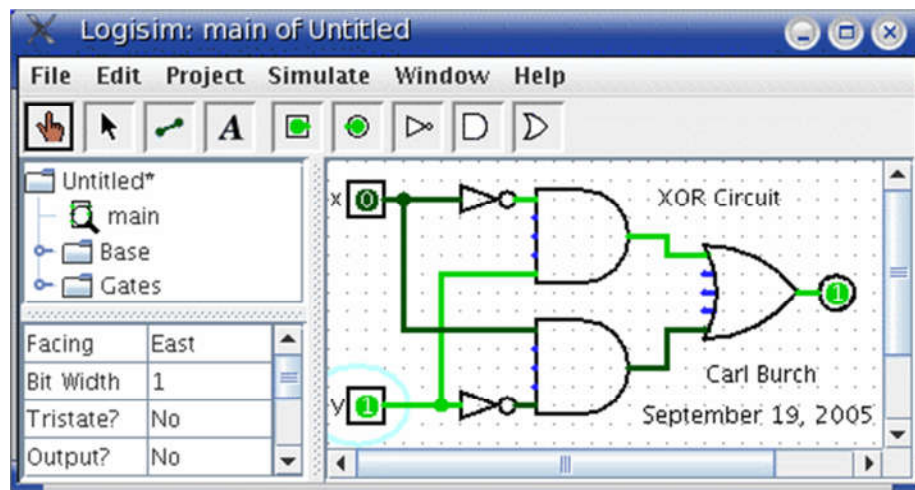 Logisim: main of Untitled
File Edit Project Simulate Window Help
A
Untitled*
main
Base
Gates
Facing East
Bit Width 1
Tristate? No
Output? No
x 0
XOR Circuit
1
y 1
Carl Burch
September 19, 2005